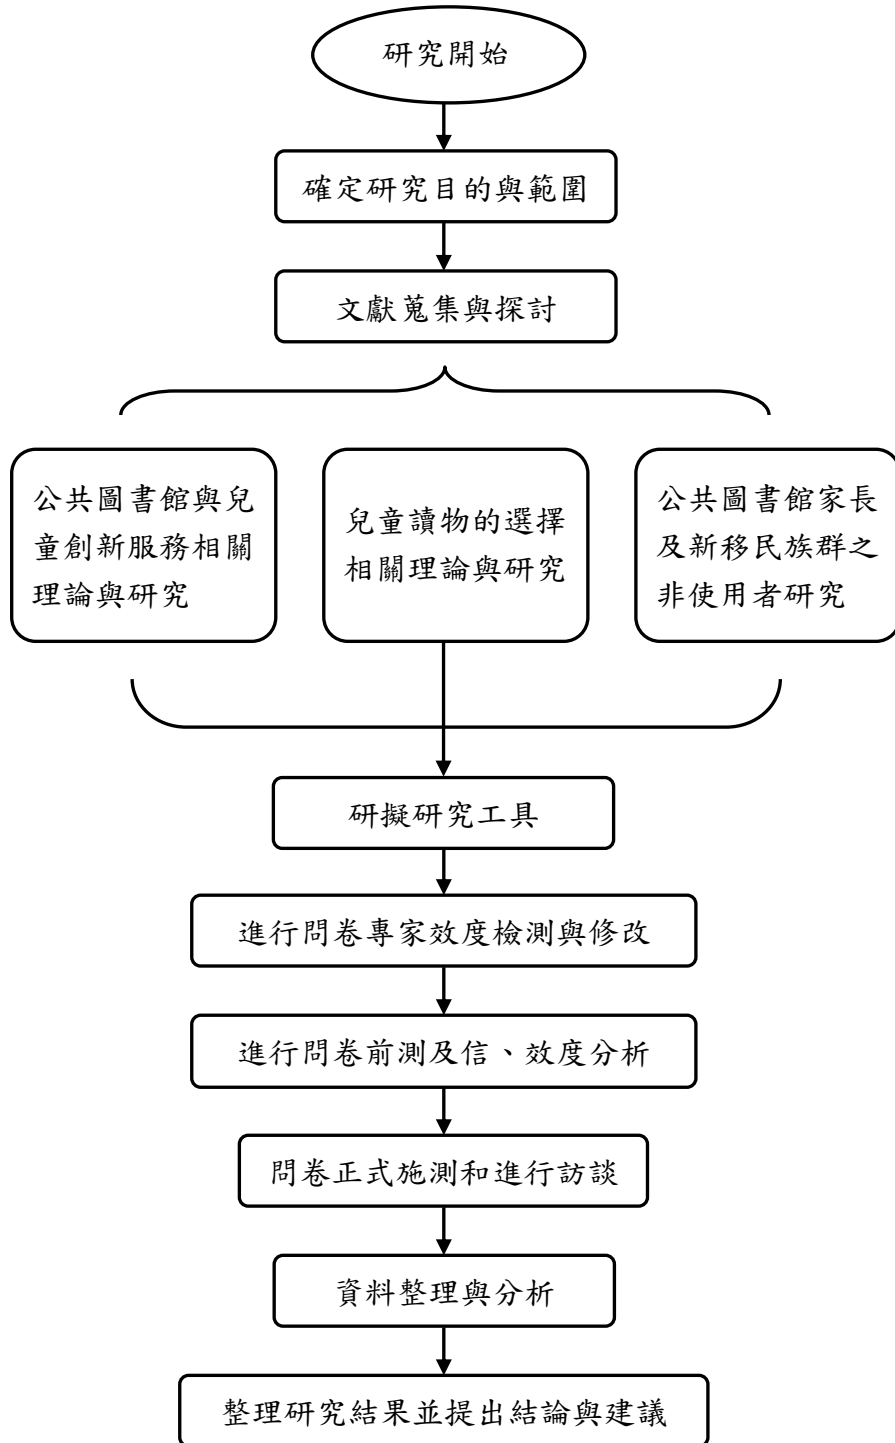 研究開始
確定研究目的與範圍
文獻蒐集與探討
公共圖書館與兒
童創新服務相關
理論與研究
兒童讀物的選擇
相關理論與研究
公共圖書館家長
及新移民族群之
非使用者研究
研擬研究工具
進行問卷專家效度檢測與修改
進行問卷前測及信、效度分析
問卷正式施測和進行訪談
資料整理與分析
整理研究結果並提出結論與建議